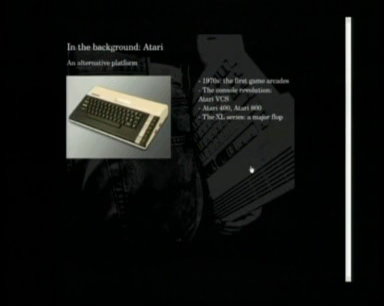 In the background: Atari
An alternative platform
- 1970s: the first game arcades
- The console revolution:
Atari VCS
- Atari 400, Atari 800
- The XL series: a major flop